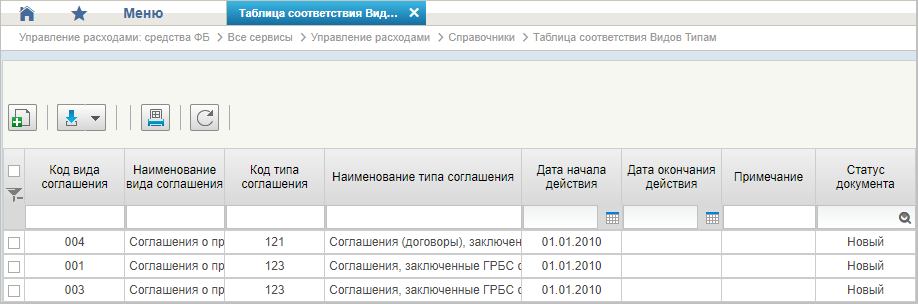 Меню Таблица соответствия Вид...
Управление расходами: средства ФБ Все сервисы Управление расходами Справочники Таблица соответствия Видов Типам
Код вида соглашения Наименование вида соглашения Код типа соглашения Наименование типа соглашения Дата начала действия Дата окончания действия Примечание Статус документа
004 Соглашения о пр 121 Соглашения (договоры), заключен 01.01.2010 Новый
001 Соглашения о пр 123 Соглашения, заключенные ГРБС с 01.01.2010 Новый
003 Соглашения о пр 123 Соглашения, заключенные ГРБС с 01.01.2010 Новый